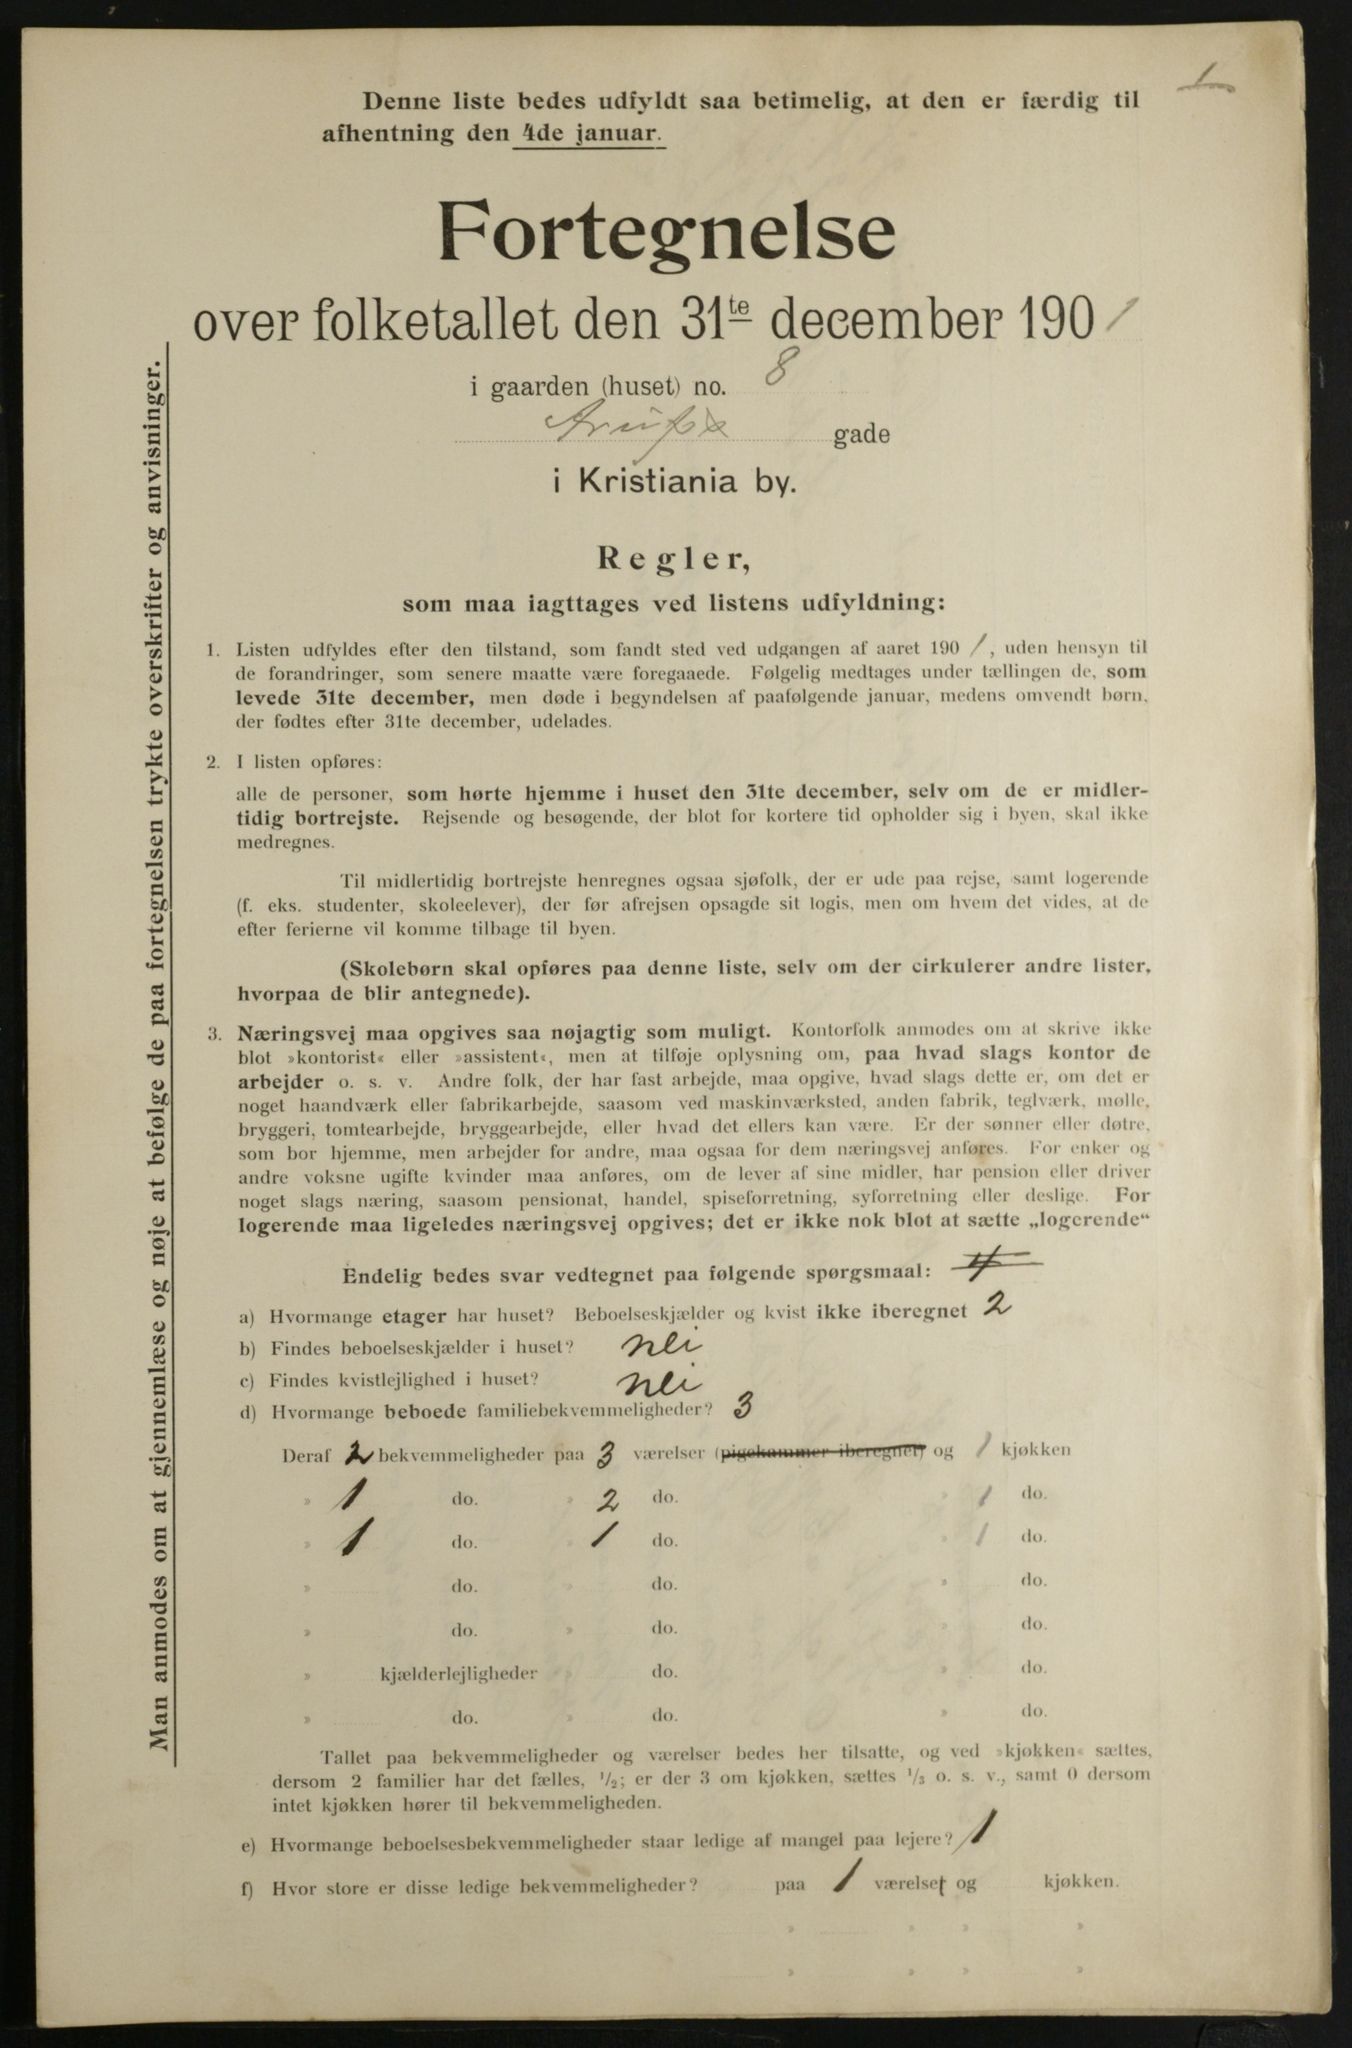 1
Denne liste bedes udfyldt saa betimelig, at den er færdig til
afhentning den 4de januar.
Fortegnelse
over folketallet den 31te december 1901
i gaarden (huset) no. 8
Arups gade
i Kristiania by.
Regler,
som maa iagttages ved listens udfyldning:
1. Listen udfyldes efter den tilstand, som fandt sted ved udgangen af aaret 1901, uden hensyn til
de forandringer, som senere maatte være foregaaede. Følgelig medtages under tællingen de, som
levede 31te december, men døde i begyndelsen af paafølgende januar, medens omvendt børn,
der fødtes efter 31te december, udelades.
2. I listen opføres:
alle de personer, som hørte hjemme i huset den 31te december, selv om de er midler-
tidig bortrejste. Rejsende og besøgende, der blot for kortere tid opholder sig i byen, skal ikke
medregnes.
Til midlertidig bortrejste henregnes ogsaa sjøfolk, der er ude paa rejse, samt logerende
(f. eks. studenter, skoleelever), der før afrejsen opsagde sit logis, men om hvem det vides, at de
efter ferierne vil komme tilbage til byen.
(Skolebørn skal opføres paa denne liste, selv om der cirkulerer andre lister,
hvorpaa de blir antegnede).
3. Næringsvej maa opgives saa nøjagtig som muligt. Kontorfolk anmodes om at skrive ikke
blot »kontorist« eller »assistent«, men at tilføje oplysning om, paa hvad slags kontor de
arbejder o. s. v. Andre folk, der har fast arbejde, maa opgive, hvad slags dette er, om det er
noget haandværk eller fabrikarbejde, saasom ved maskinværksted, anden fabrik, teglværk, mølle,
bryggeri, tomtearbejde, bryggearbejde, eller hvad det ellers kan være. Er der sønner eller døtre,
som bor hjemme, men arbejder for andre, maa ogsaa for dem næringsvej anføres. For enker og
andre voksne ugifte kvinder maa anføres, om de lever af sine midler, har pension eller driver
noget slags næring, saasom pensionat, handel, spiseforretning, syforretning eller deslige. For
logerende maa ligeledes næringsvej opgives; det er ikke nok blot at sætte „logerende“
Endelig bedes svar vedtegnet paa følgende spørgsmaal: 4
a) Hvormange etager har huset? Beboelseskjælder og kvist ikke iberegnet 2
b) Findes beboelseskjælder i huset? nei
c) Findes kvistlejlighed i huset? nei
d) Hvormange beboede familiebekvemmeligheder? 3
Deraf 2 bekvemmeligheder paa 3 værelser (pigekammer iberegnet) og 1 kjøkken
» 1 do. » 2 do. » 1 do.
» 1 do. » 1 do. » 1 do.
» do. » do. » do.
» do. » do. » do.
» kjælderlejligheder » do. » do.
» do. » do. » do.
Tallet paa bekvemmeligheder og værelser bedes her tilsatte, og ved »kjøkken« sættes,
dersom 2 familier har det fælles, 1/2; er der 3 om kjøkken, sættes 1/3 o. s. v., samt 0 dersom
intet kjøkken hører til bekvemmeligheden.
e) Hvormange beboelsesbekvemmeligheder staar ledige af mangel paa lejere? 1
f) Hvor store er disse ledige bekvemmeligheder? paa 1 værelset og kjøkken.
» » » »
» » » »
Man anmodes om at gjennemlæse og nøje at befølge de paa fortegnelsen trykte overskrifter og anvisninger.